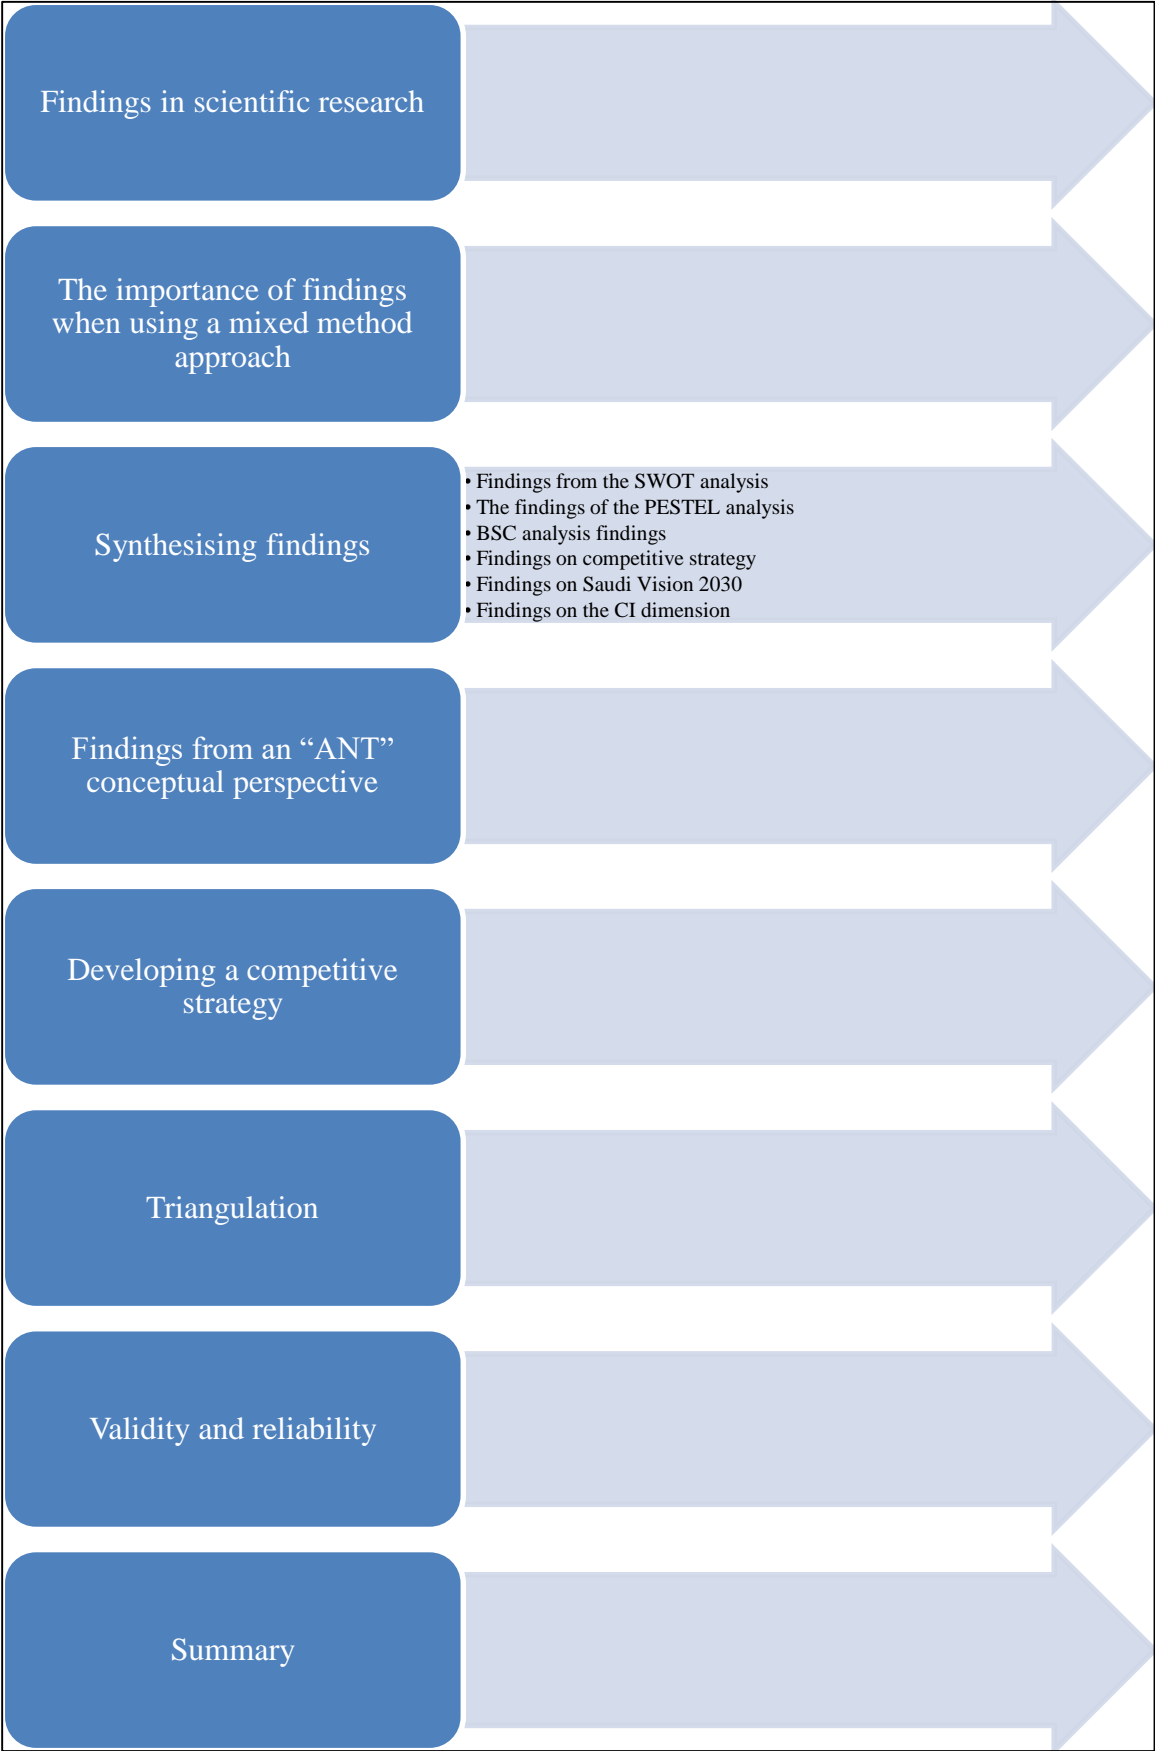 Findings in scientific research
The importance of findings
when using a mixed method
approach
Synthesising findings
• Findings from the SWOT analysis
• The findings of the PESTEL analysis
• BSC analysis findings
• Findings on competitive strategy
• Findings on Saudi Vision 2030
• Findings on the CI dimension
Findings from an “ANT”
conceptual perspective
Developing a competitive
strategy
Triangulation
Validity and reliability
Summary